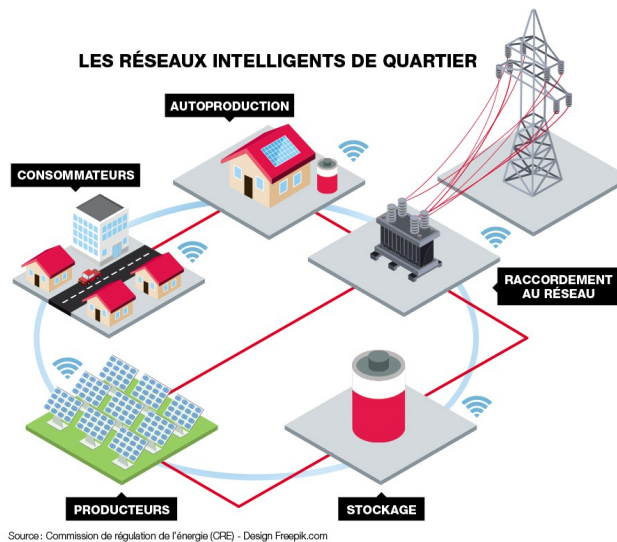 LES RÉSEAUX INTELLIGENTS DE QUARTIER
AUTOPRODUCTION
CONSOMMATEURS
RACCORDEMENT
AU RÉSEAU
PRODUCTEURS
STOCKAGE
Source : Commission de régulation de l'énergie (CRE) - Design Freepik.com